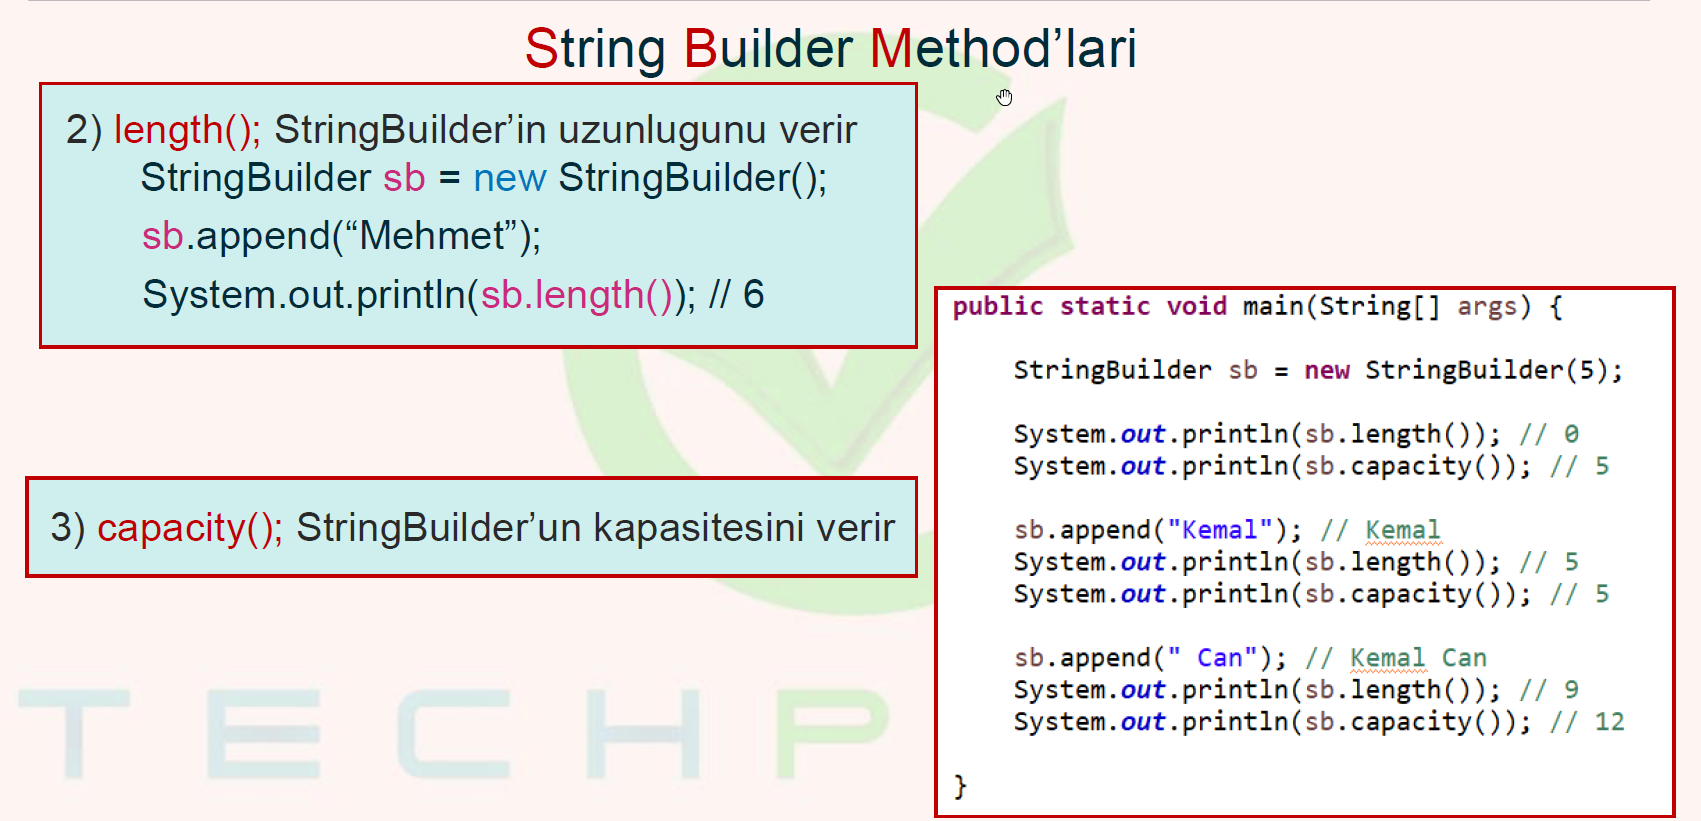 String Builder Method’lari
2) length(); StringBuilder’in uzunlugunu verir
StringBuilder sb = new StringBuilder();
sb.append(“Mehmet”);
System.out.println(sb.length()); // 6
3) capacity(); StringBuilder’un kapasitesini verir
public static void main(String[] args) {
StringBuilder sb = new StringBuilder(5);
System.out.println(sb.length()); // 0
System.out.println(sb.capacity()); // 5
sb.append("Kemal"); // Kemal
System.out.println(sb.length()); // 5
System.out.println(sb.capacity()); // 5
sb.append(" Can"); // Kemal Can
System.out.println(sb.length()); // 9
System.out.println(sb.capacity()); // 12
}
TECHP